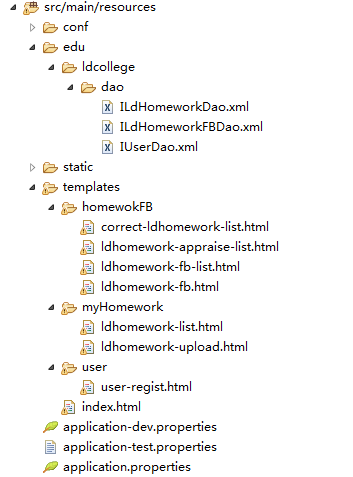 src/main/resources
conf
edu
ldcollege
dao
ILdHomeworkDao.xml
ILdHomeworkFBDao.xml
IUserDao.xml
static
templates
homewokFB
correct-ldhomework-list.html
ldhomework-appraise-list.html
ldhomework-fb-list.html
ldhomework-fb.html
myHomework
ldhomework-list.html
ldhomework-upload.html
user
user-regist.html
index.html
application-dev.properties
application-test.properties
application.properties